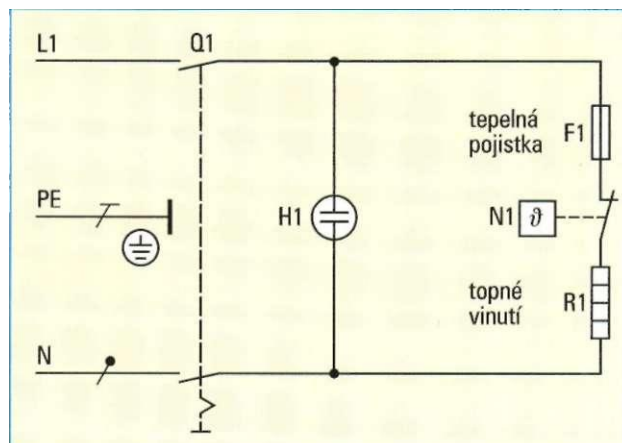 L1
Q1
tepelná
pojistka
F1
PE
H1
N1
ϑ
topné
vinutí
R1
N